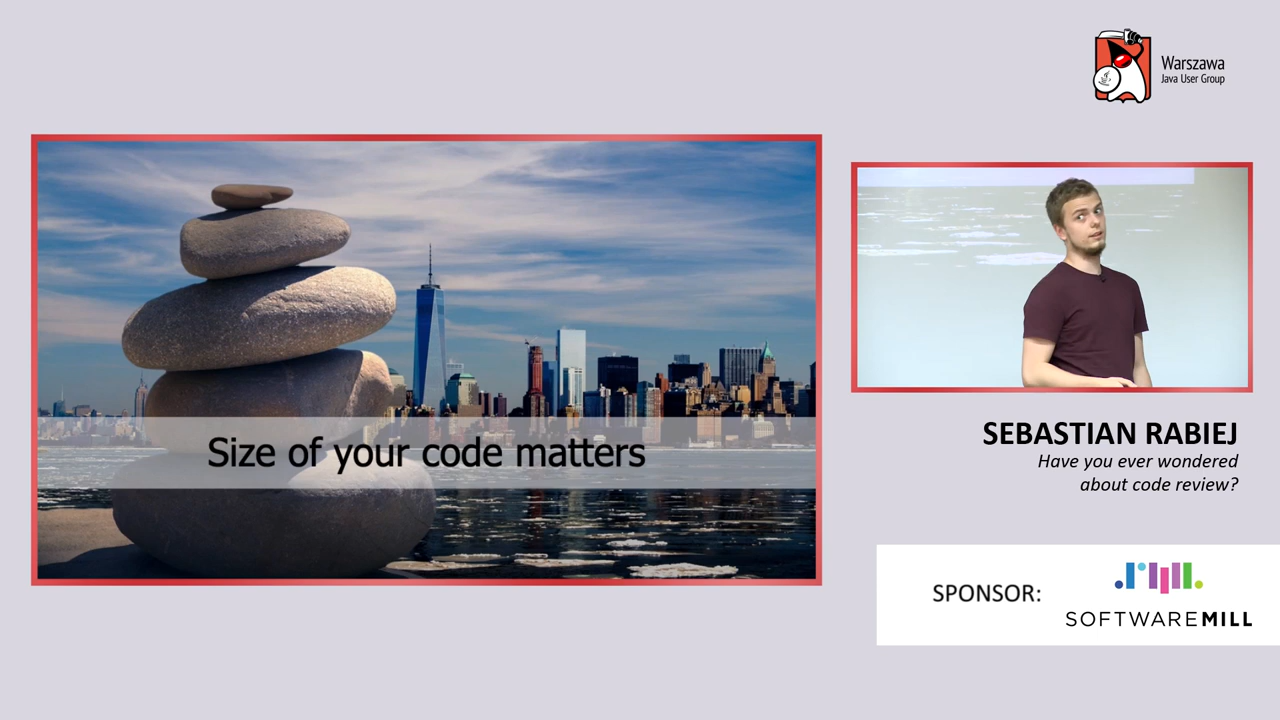 Warszawa
Java User Group
Size of your code matters
SEBASTIAN RABIEJ
Have you ever wondered
about code review?
SPONSOR:
SOFTWAREMILL